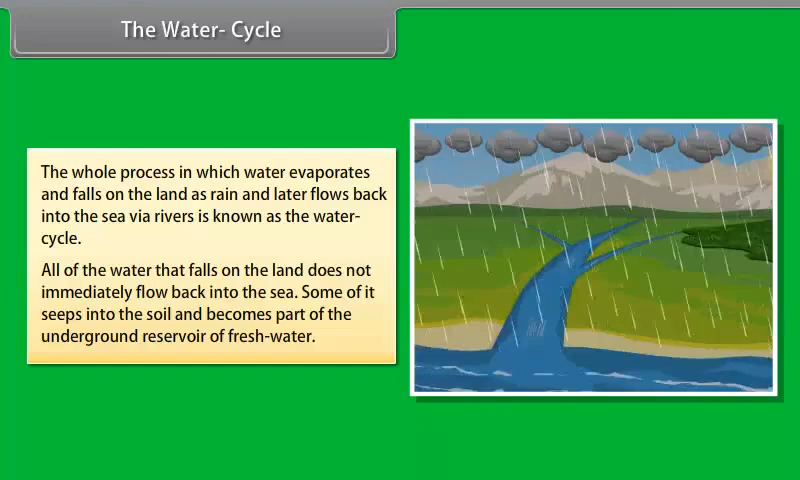 The Water- Cycle
The whole process in which water evaporates
and falls on the land as rain and later flows back
into the sea via rivers is known as the water-
cycle.
All of the water that falls on the land does not
immediately flow back into the sea. Some of it
seeps into the soil and becomes part of the
underground reservoir of fresh-water.